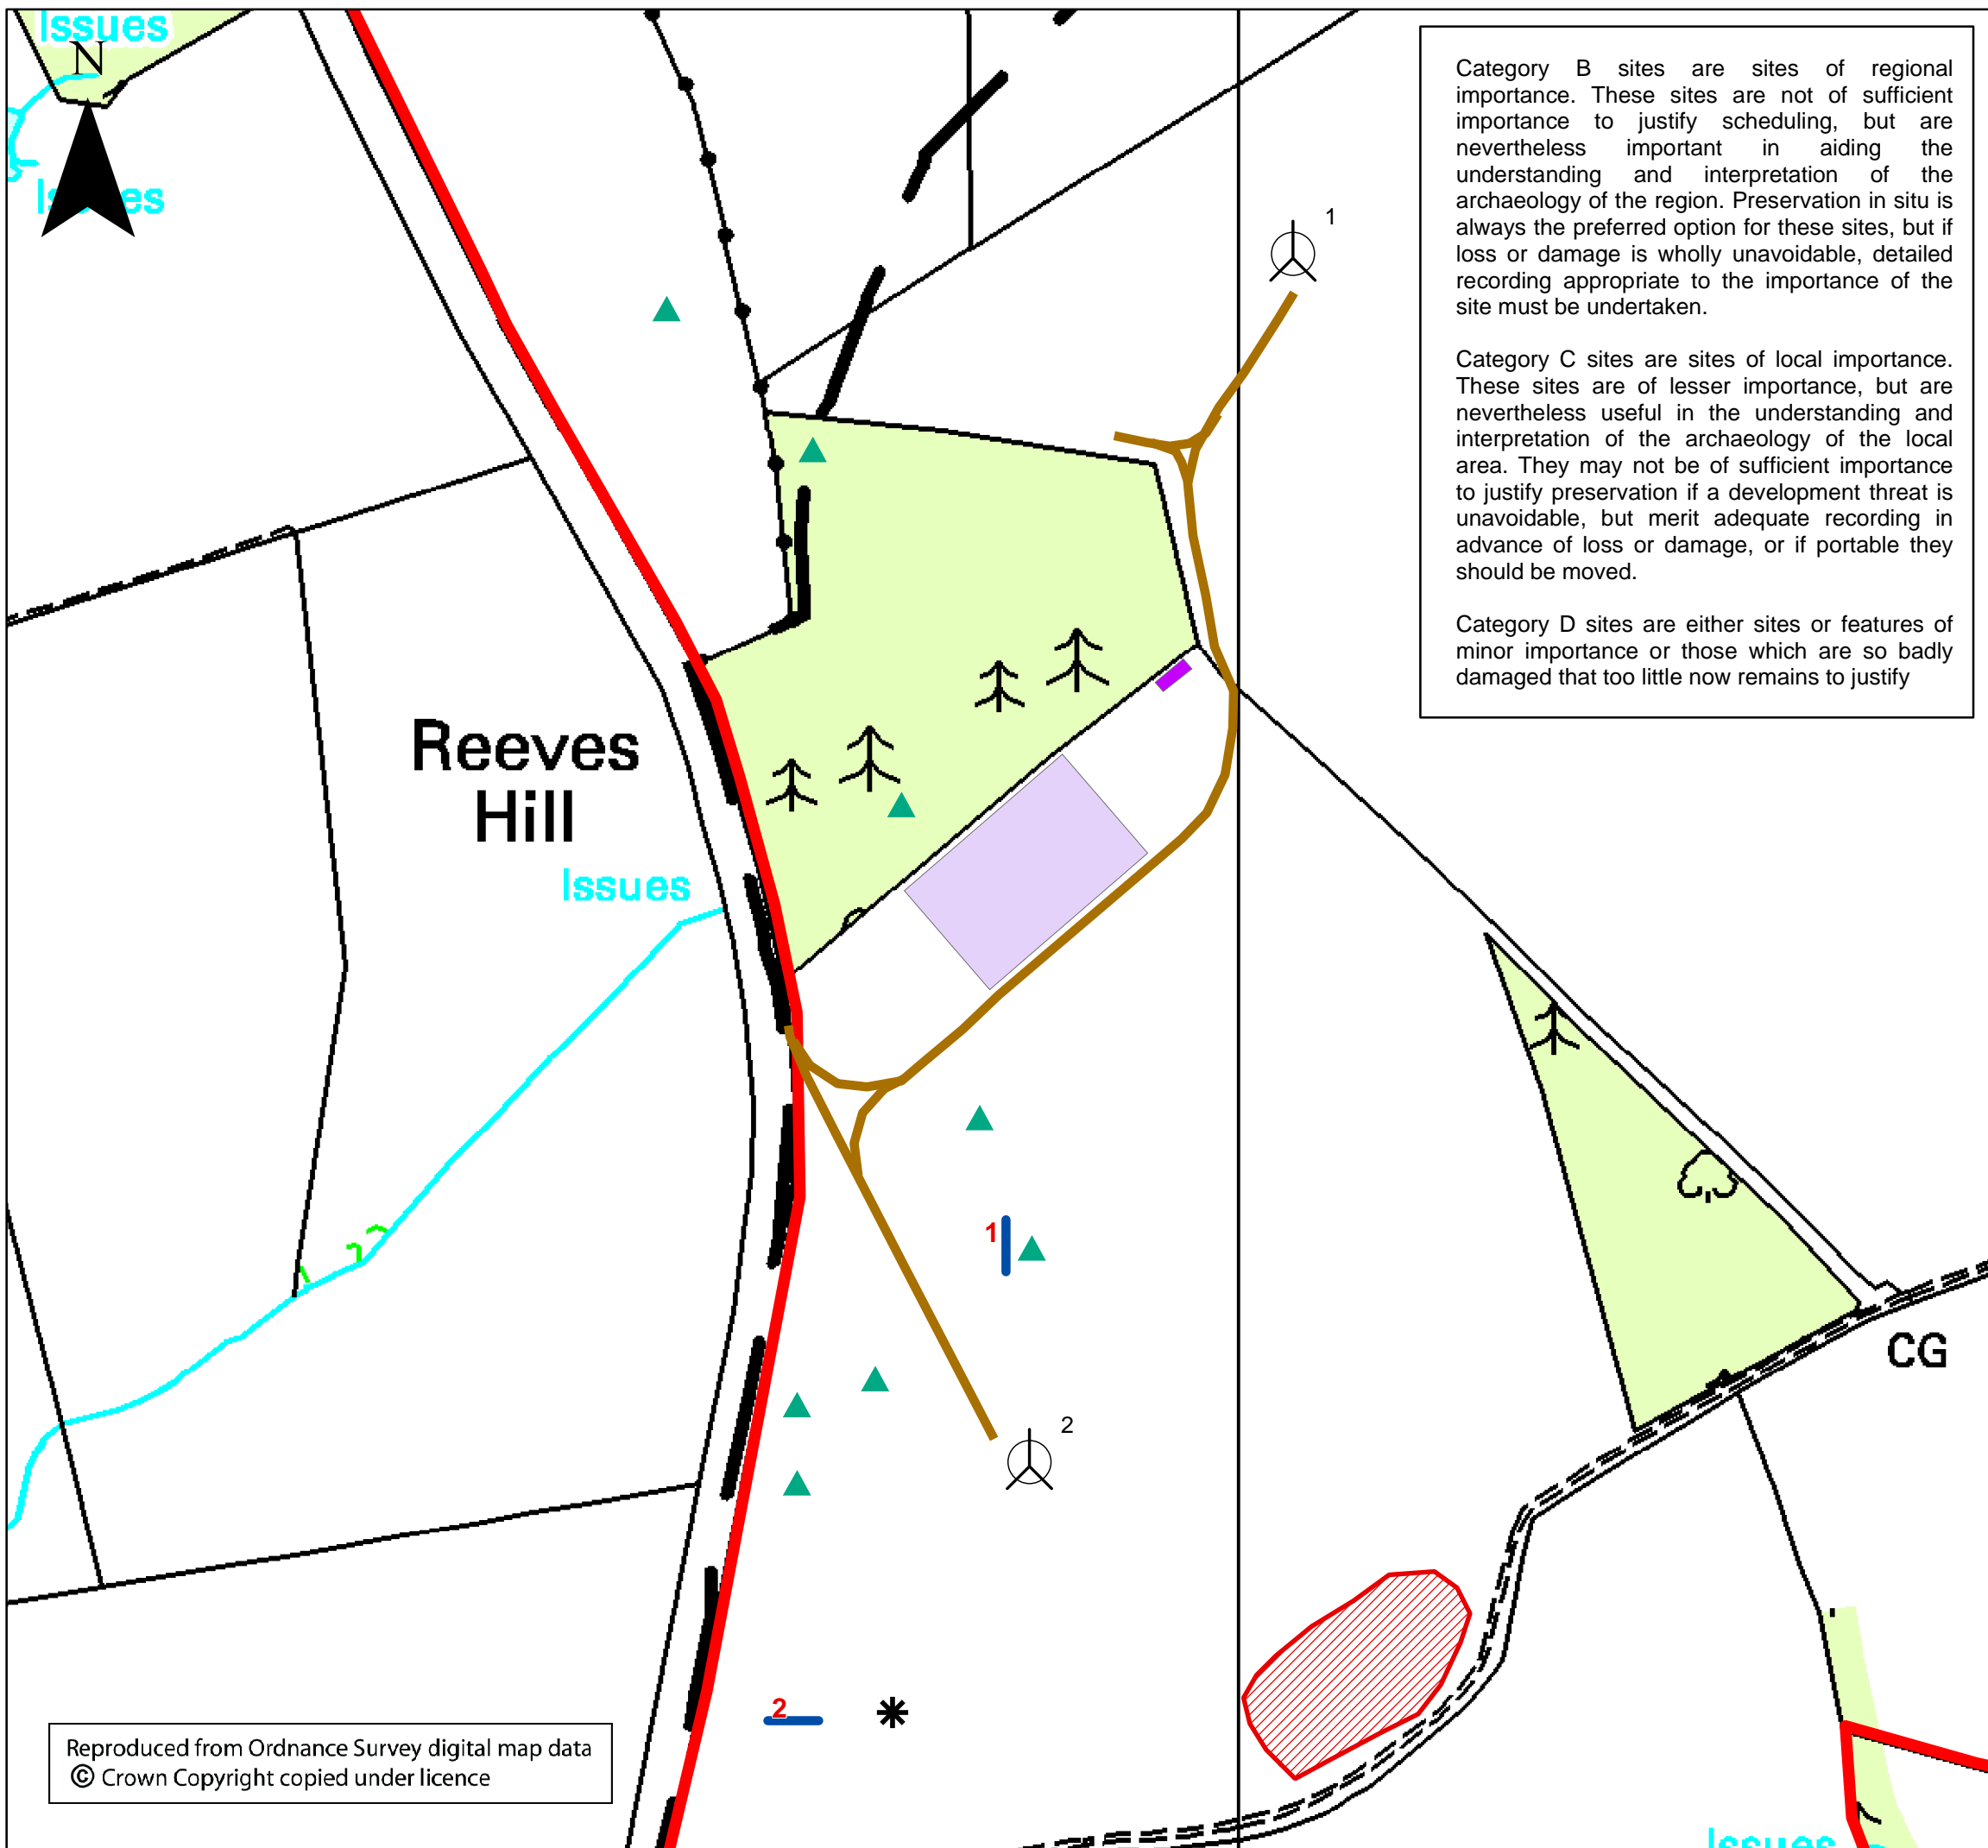 Issues
N
Issues
Category B sites are sites of regional
importance. These sites are not of sufficient
importance to justify scheduling, but are
nevertheless important in aiding the
understanding and interpretation of the
archaeology of the region. Preservation in situ is
always the preferred option for these sites, but if
loss or damage is wholly unavoidable, detailed
recording appropriate to the importance of the
site must be undertaken.
Category C sites are sites of local importance.
These sites are of lesser importance, but are
nevertheless useful in the understanding and
interpretation of the archaeology of the local
area. They may not be of sufficient importance
to justify preservation if a development threat is
unavoidable, but merit adequate recording in
advance of loss or damage, or if portable they
should be moved.
Category D sites are either sites or features of
minor importance or those which are so badly
damaged that too little now remains to justify
1
Reeves
Hill
Issues
1
CG
2
2
Reproduced from Ordnance Survey digital map data
© Crown Copyright copied under licence
Issues